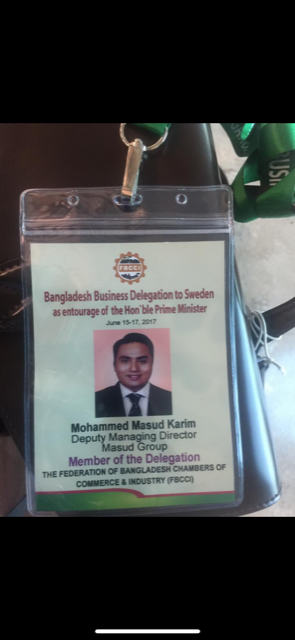 FBCCI
Bangladesh Business Delegation to Sweden
as entourage of the Hon`ble Prime Minister
June 15-17, 2017
Mohammed Masud Karim
Deputy Managing Director
Masud Group
Member of the Delegation
THE FEDERATION OF BANGLADESH CHAMBERS OF
COMMERCE & INDUSTRY (FBCCI)